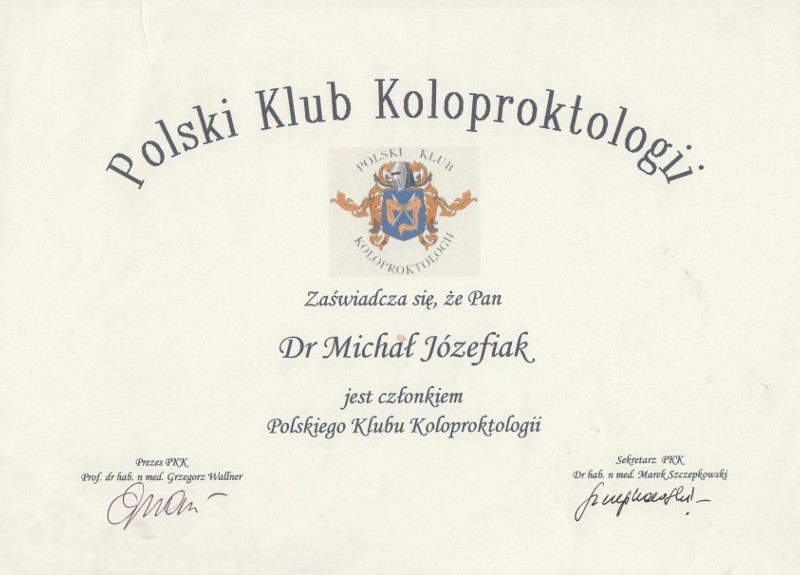 Polski Klub Koloproktologii
POLSKI KLUB
KOLOPROKTOLOGII
Zaświadcza się, że Pan
Dr Michał Józefiak
jest członkiem
Polskiego Klubu Koloproktologii
Prezes PKK
Prof. dr hab. n med. Grzegorz Wallner
Sekretarz PKK
Dr hab. n med. Marek Szczepkowski